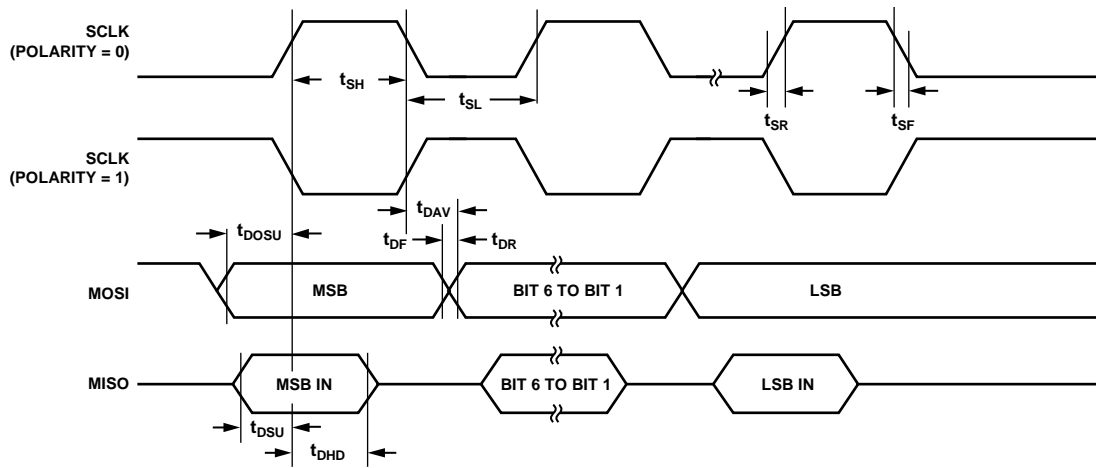 SCLK
(POLARITY = 0)
tSH
tSL
tSR
tSF
SCLK
(POLARITY = 1)
tDAV
tDOSU
tDF
tDR
MOSI
MSB
BIT 6 TO BIT 1
LSB
MISO
MSB IN
BIT 6 TO BIT 1
LSB IN
tDSU
tDHD